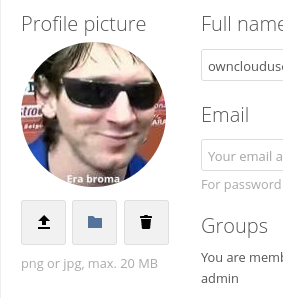 Profile picture
Era broma
png or jpg, max. 20 MB
Full name
ownclouduse
Email
Your email a
For password
Groups
You are memb
admin